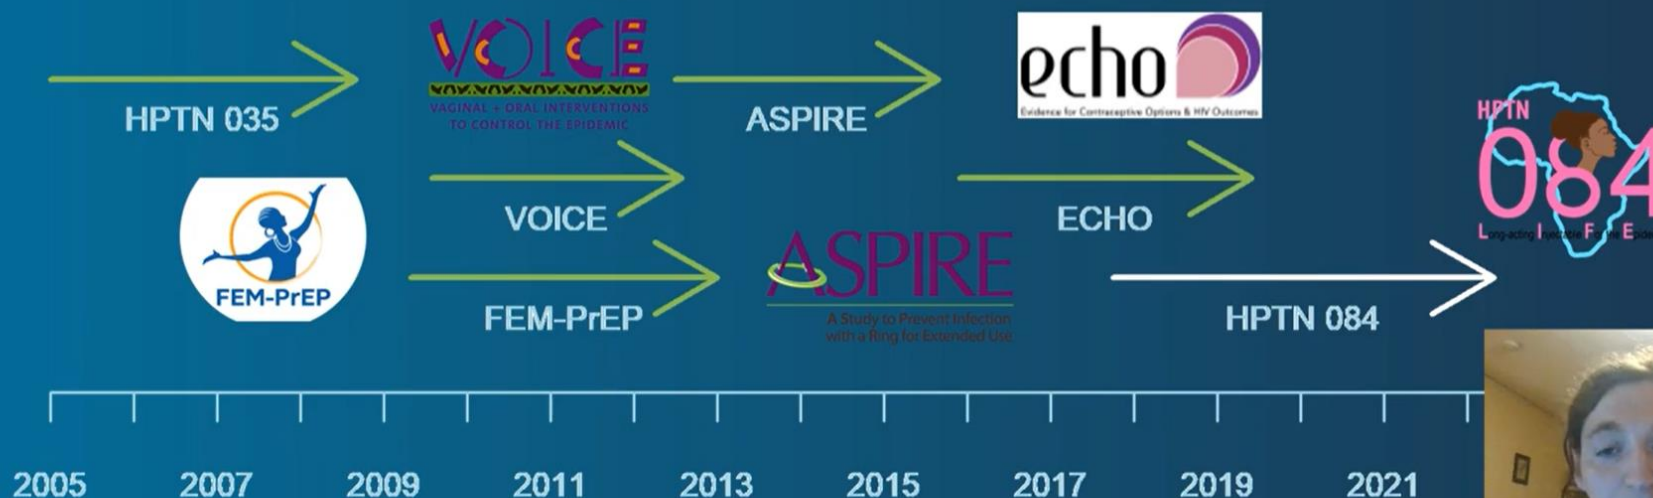 VOICE
VAGINAL + ORAL INTERVENTIONS
TO CONTROL THE EPIDEMIC
echo
Evidence for Contraceptive Options & HIV Outcomes
HPTN 035
ASPIRE
HPTN
084
VOICE
ECHO
FEM-PrEP
ASPIRE
A Study to Prevent Infection
with a Ring for Extended Use
FEM-PrEP
HPTN 084
2005 2007 2009 2011 2013 2015 2017 2019 2021